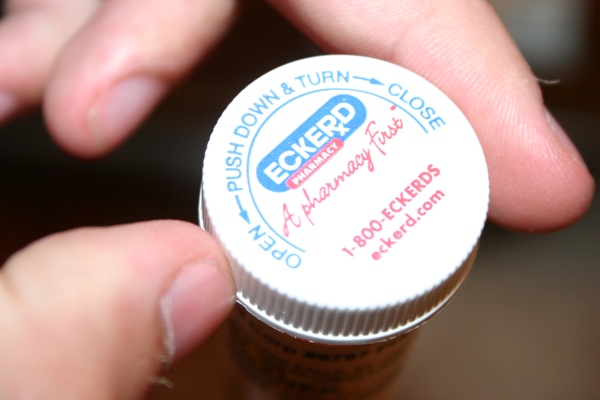 OPEN ← PUSH DOWN & TURN → CLOSE
ECKERD
PHARMACY
A pharmacy First
1-800-ECKERDS
eckerd.com